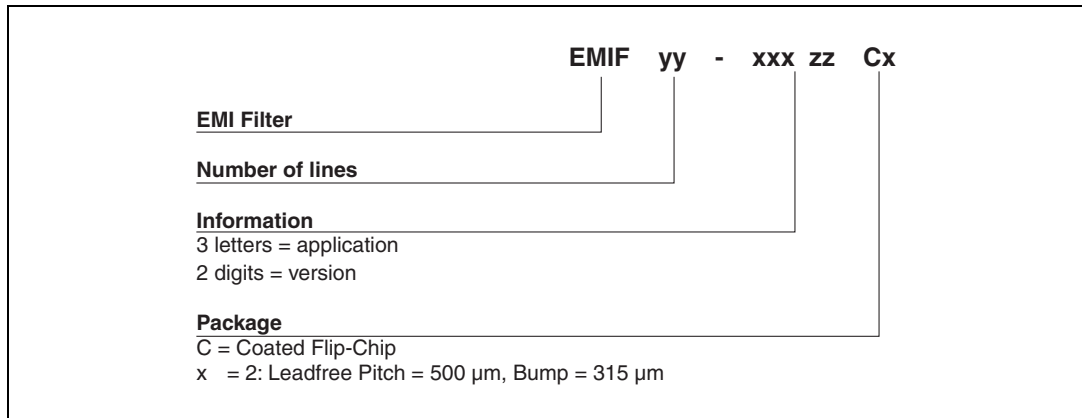 EMIF yy - xxx zz Cx
EMI Filter
Number of lines
Information
3 letters = application
2 digits = version
Package
C = Coated Flip-Chip
x = 2: Leadfree Pitch = 500 µm, Bump = 315 µm